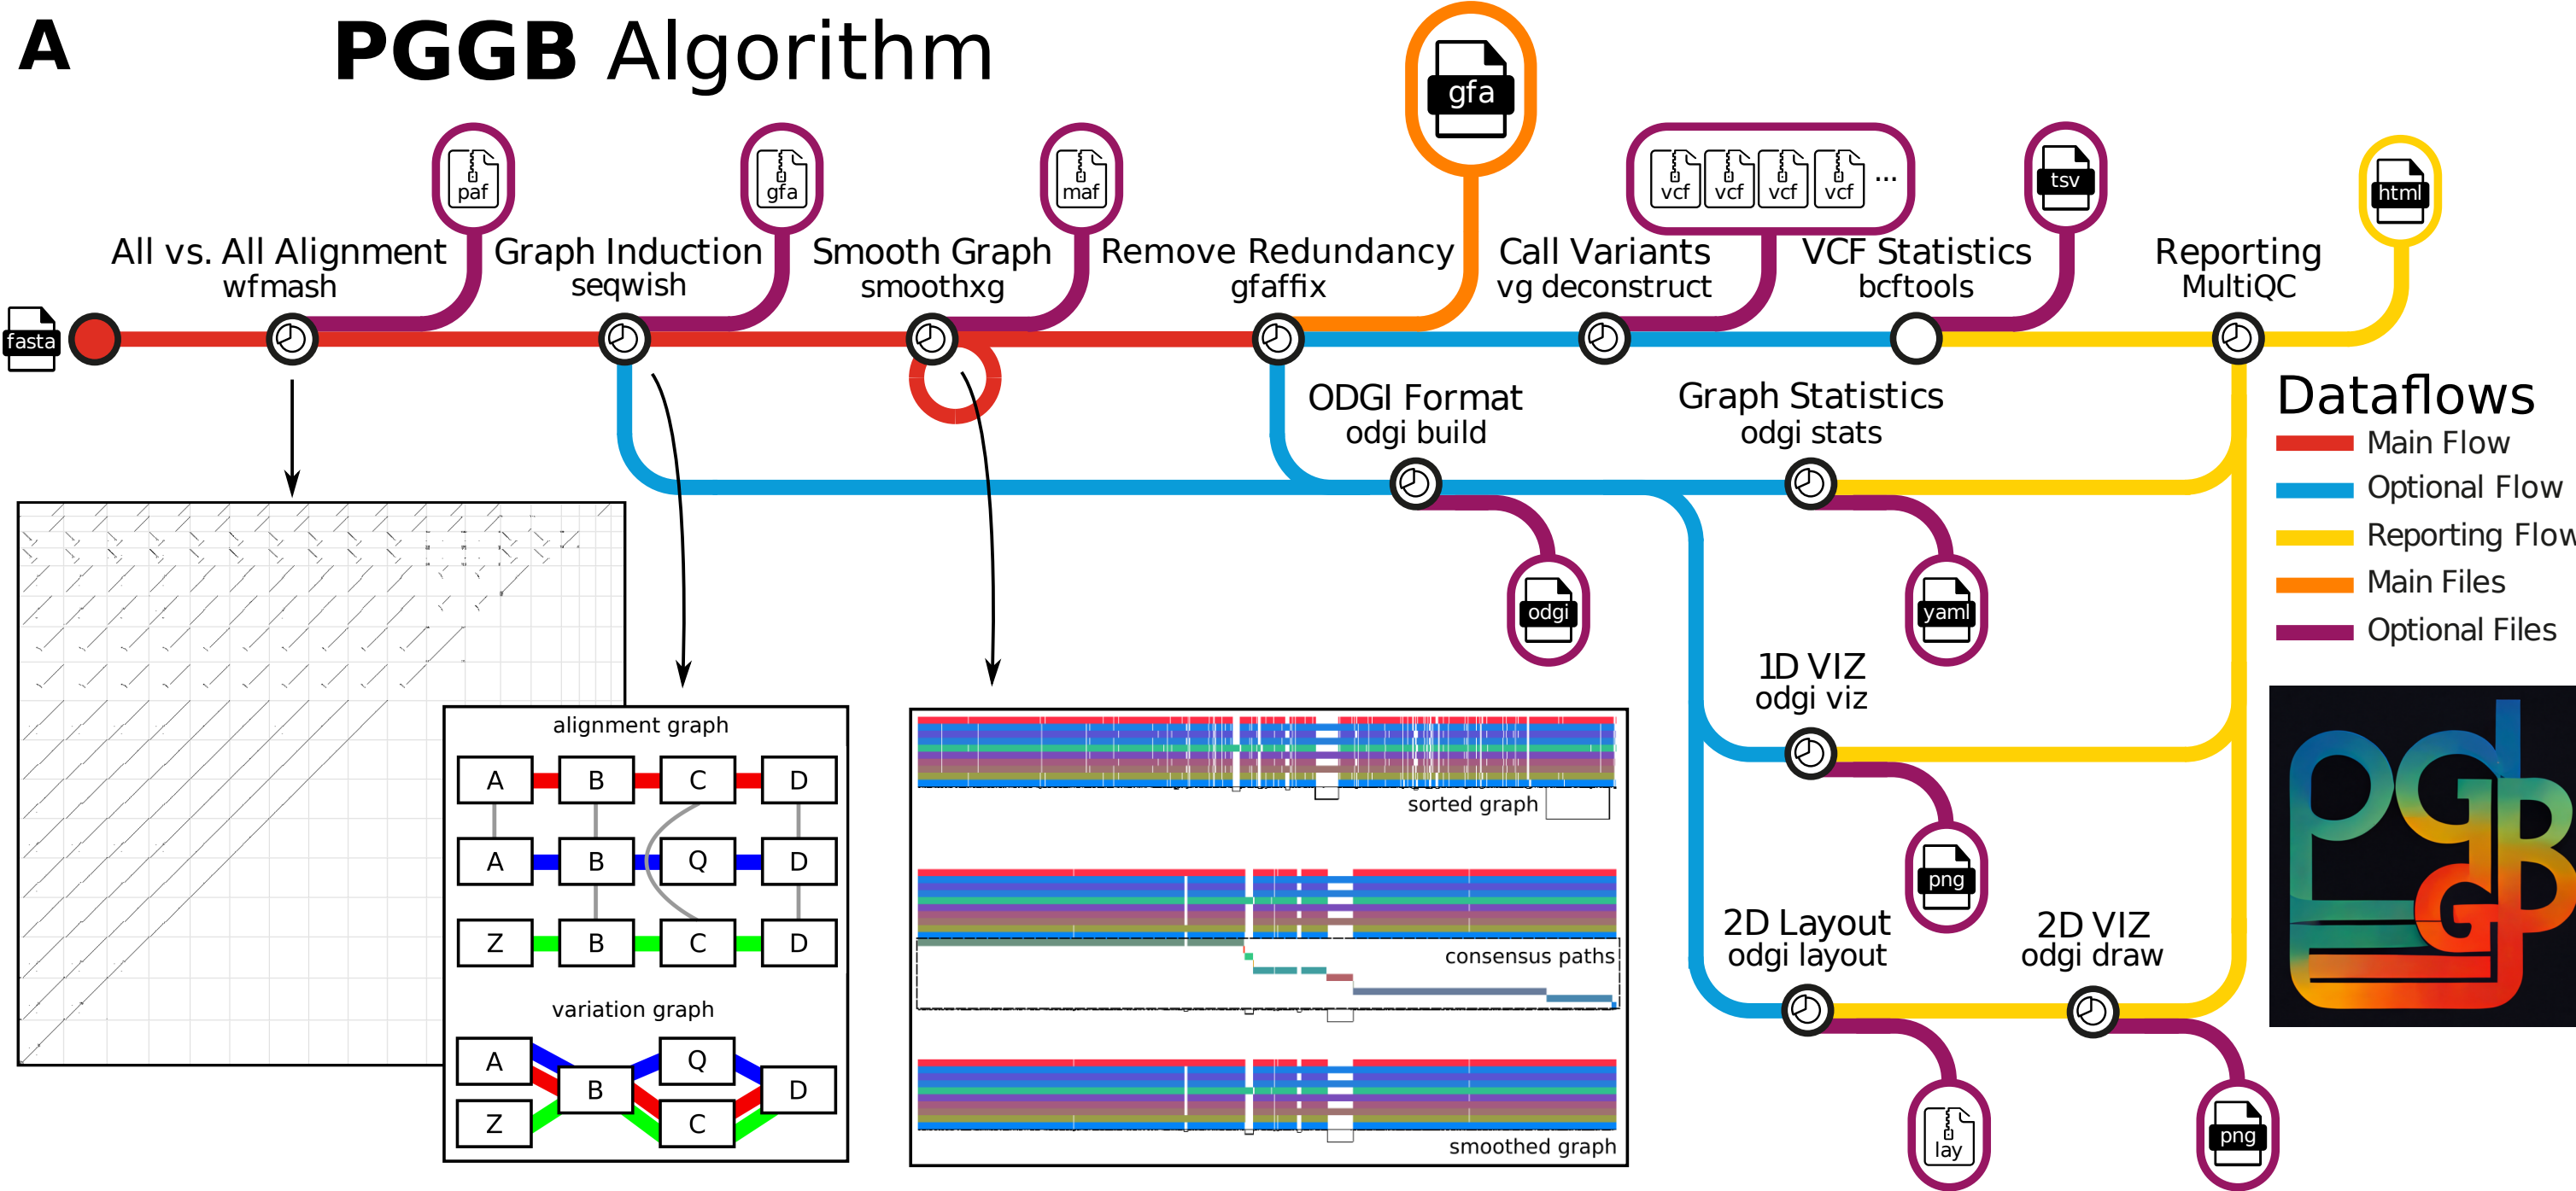 A
PGGB Algorithm
gfa
paf
gfa
maf
vcf vcf vcf vcf ...
tsv
html
All vs. All Alignment
wfmash
Graph Induction
seqwish
Smooth Graph
smoothxg
Remove Redundancy
gfaffix
Call Variants
vg deconstruct
VCF Statistics
bcftools
Reporting
MultiQC
fasta
ODGI Format
odgi build
Graph Statistics
odgi stats
Dataflows
Main Flow
Optional Flow
Reporting Flow
Main Files
Optional Files
odgi
yaml
1D VIZ
odgi viz
png
2D Layout
odgi layout
2D VIZ
odgi draw
lay
png
alignment graph
A B C D
A B Q D
Z B C D
variation graph
A Q
B D
Z C
sorted graph
consensus paths
smoothed graph
pgGB